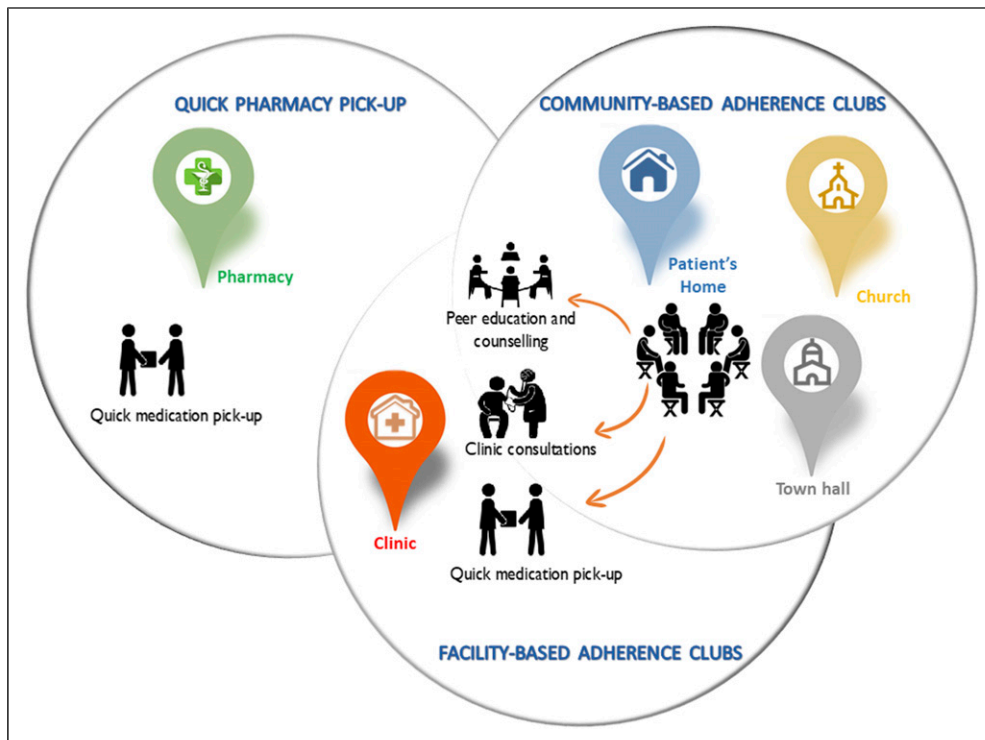 QUICK PHARMACY PICK-UP
COMMUNITY-BASED ADHERENCE CLUBS
Pharmacy
Patient's
Home
Church
Peer education and
counselling
Quick medication pick-up
Clinic consultations
Town hall
Clinic
Quick medication pick-up
FACILITY-BASED ADHERENCE CLUBS